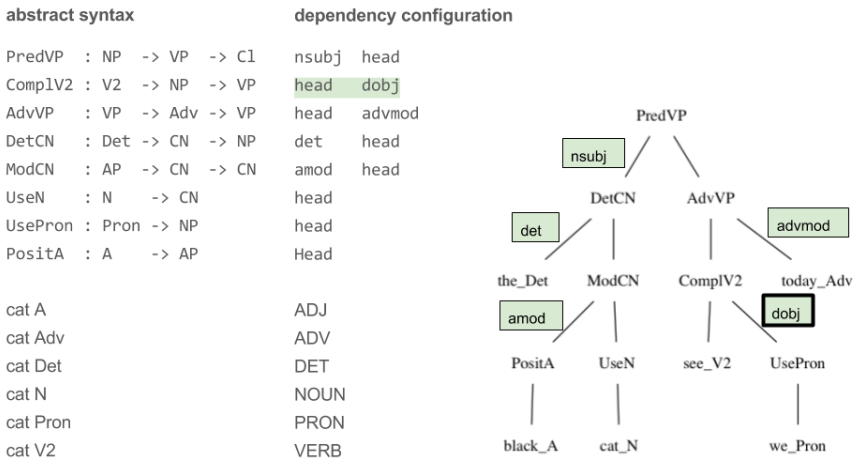 abstract syntax dependency configuration
PredVP : NP -> VP -> Cl nsubj head
ComplV2 : V2 -> NP -> VP head dobj
AdvVP : VP -> Adv -> VP head advmod
DetCN : Det -> CN -> NP det head
ModCN : AP -> CN -> CN amod head
UseN : N -> CN head
UsePron : Pron -> NP head
PositA : A -> AP Head
cat A ADJ
cat Adv ADV
cat Det DET
cat N NOUN
cat Pron PRON
cat V2 VERB
PredVP
nsubj
DetCN AdvVP
det advmod
the_Det ModCN ComplV2 today_Adv
amod dobj
PositA UseN see_V2 UsePron
black_A cat_N we_Pron